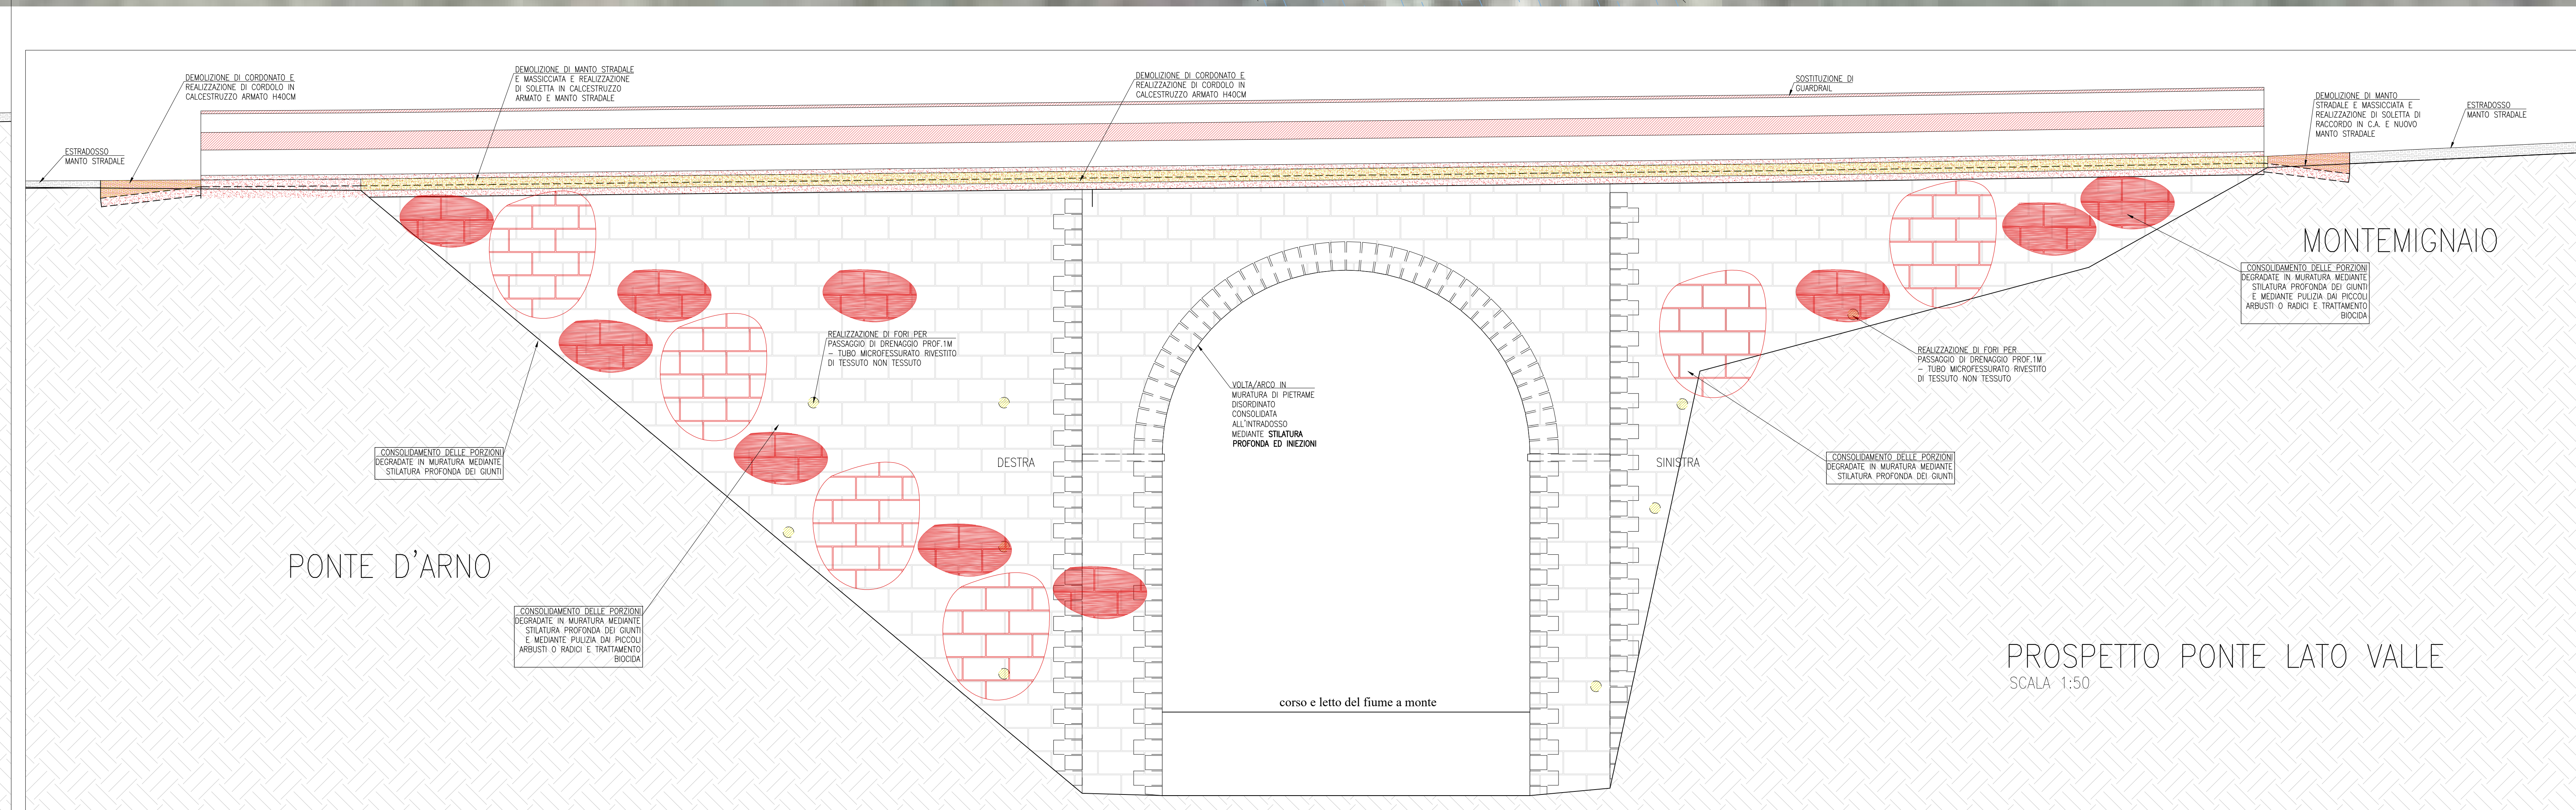 DEMOLIZIONE DI CORDONATO E
REALIZZAZIONE DI CORDOLO IN
CALCESTRUZZO ARMATO H40CM
DEMOLIZIONE DI MANTO STRADALE
E MASSICCIATA E REALIZZAZIONE
DI SOLETTA IN CALCESTRUZZO
ARMATO E MANTO STRADALE
DEMOLIZIONE DI CORDONATO E
REALIZZAZIONE DI CORDOLO IN
CALCESTRUZZO ARMATO H40CM
SOSTITUZIONE DI
GUARDRAIL
DEMOLIZIONE DI MANTO
STRADALE E MASSICCIATA E
REALIZZAZIONE DI SOLETTA DI
RACCORDO IN C.A. E NUOVO
MANTO STRADALE
ESTRADOSSO
MANTO STRADALE
ESTRADOSSO
MANTO STRADALE
MONTEMIGNAIO
CONSOLIDAMENTO DELLE PORZIONI
DEGRADATE IN MURATURA MEDIANTE
STILATURA PROFONDA DEI GIUNTI
E MEDIANTE PULIZIA DAI PICCOLI
ARBUSTI O RADICI E TRATTAMENTO
BIOCIDA
REALIZZAZIONE DI FORI PER
PASSAGGIO DI DRENAGGIO PROF.1M
– TUBO MICROFESSURATO RIVESTITO
DI TESSUTO NON TESSUTO
REALIZZAZIONE DI FORI PER
PASSAGGIO DI DRENAGGIO PROF.1M
– TUBO MICROFESSURATO RIVESTITO
DI TESSUTO NON TESSUTO
VOLTA/ARCO IN
MURATURA DI PIETRAME
DISORDINATO
CONSOLIDATA
ALL'INTRADOSSO
MEDIANTE STILATURA
PROFONDA ED INIEZIONI
CONSOLIDAMENTO DELLE PORZIONI
DEGRADATE IN MURATURA MEDIANTE
STILATURA PROFONDA DEI GIUNTI
DESTRA
SINISTRA
CONSOLIDAMENTO DELLE PORZIONI
DEGRADATE IN MURATURA MEDIANTE
STILATURA PROFONDA DEI GIUNTI
PONTE D'ARNO
CONSOLIDAMENTO DELLE PORZIONI
DEGRADATE IN MURATURA MEDIANTE
STILATURA PROFONDA DEI GIUNTI
E MEDIANTE PULIZIA DAI PICCOLI
ARBUSTI O RADICI E TRATTAMENTO
BIOCIDA
PROSPETTO PONTE LATO VALLE
SCALA 1:50
corso e letto del fiume a monte